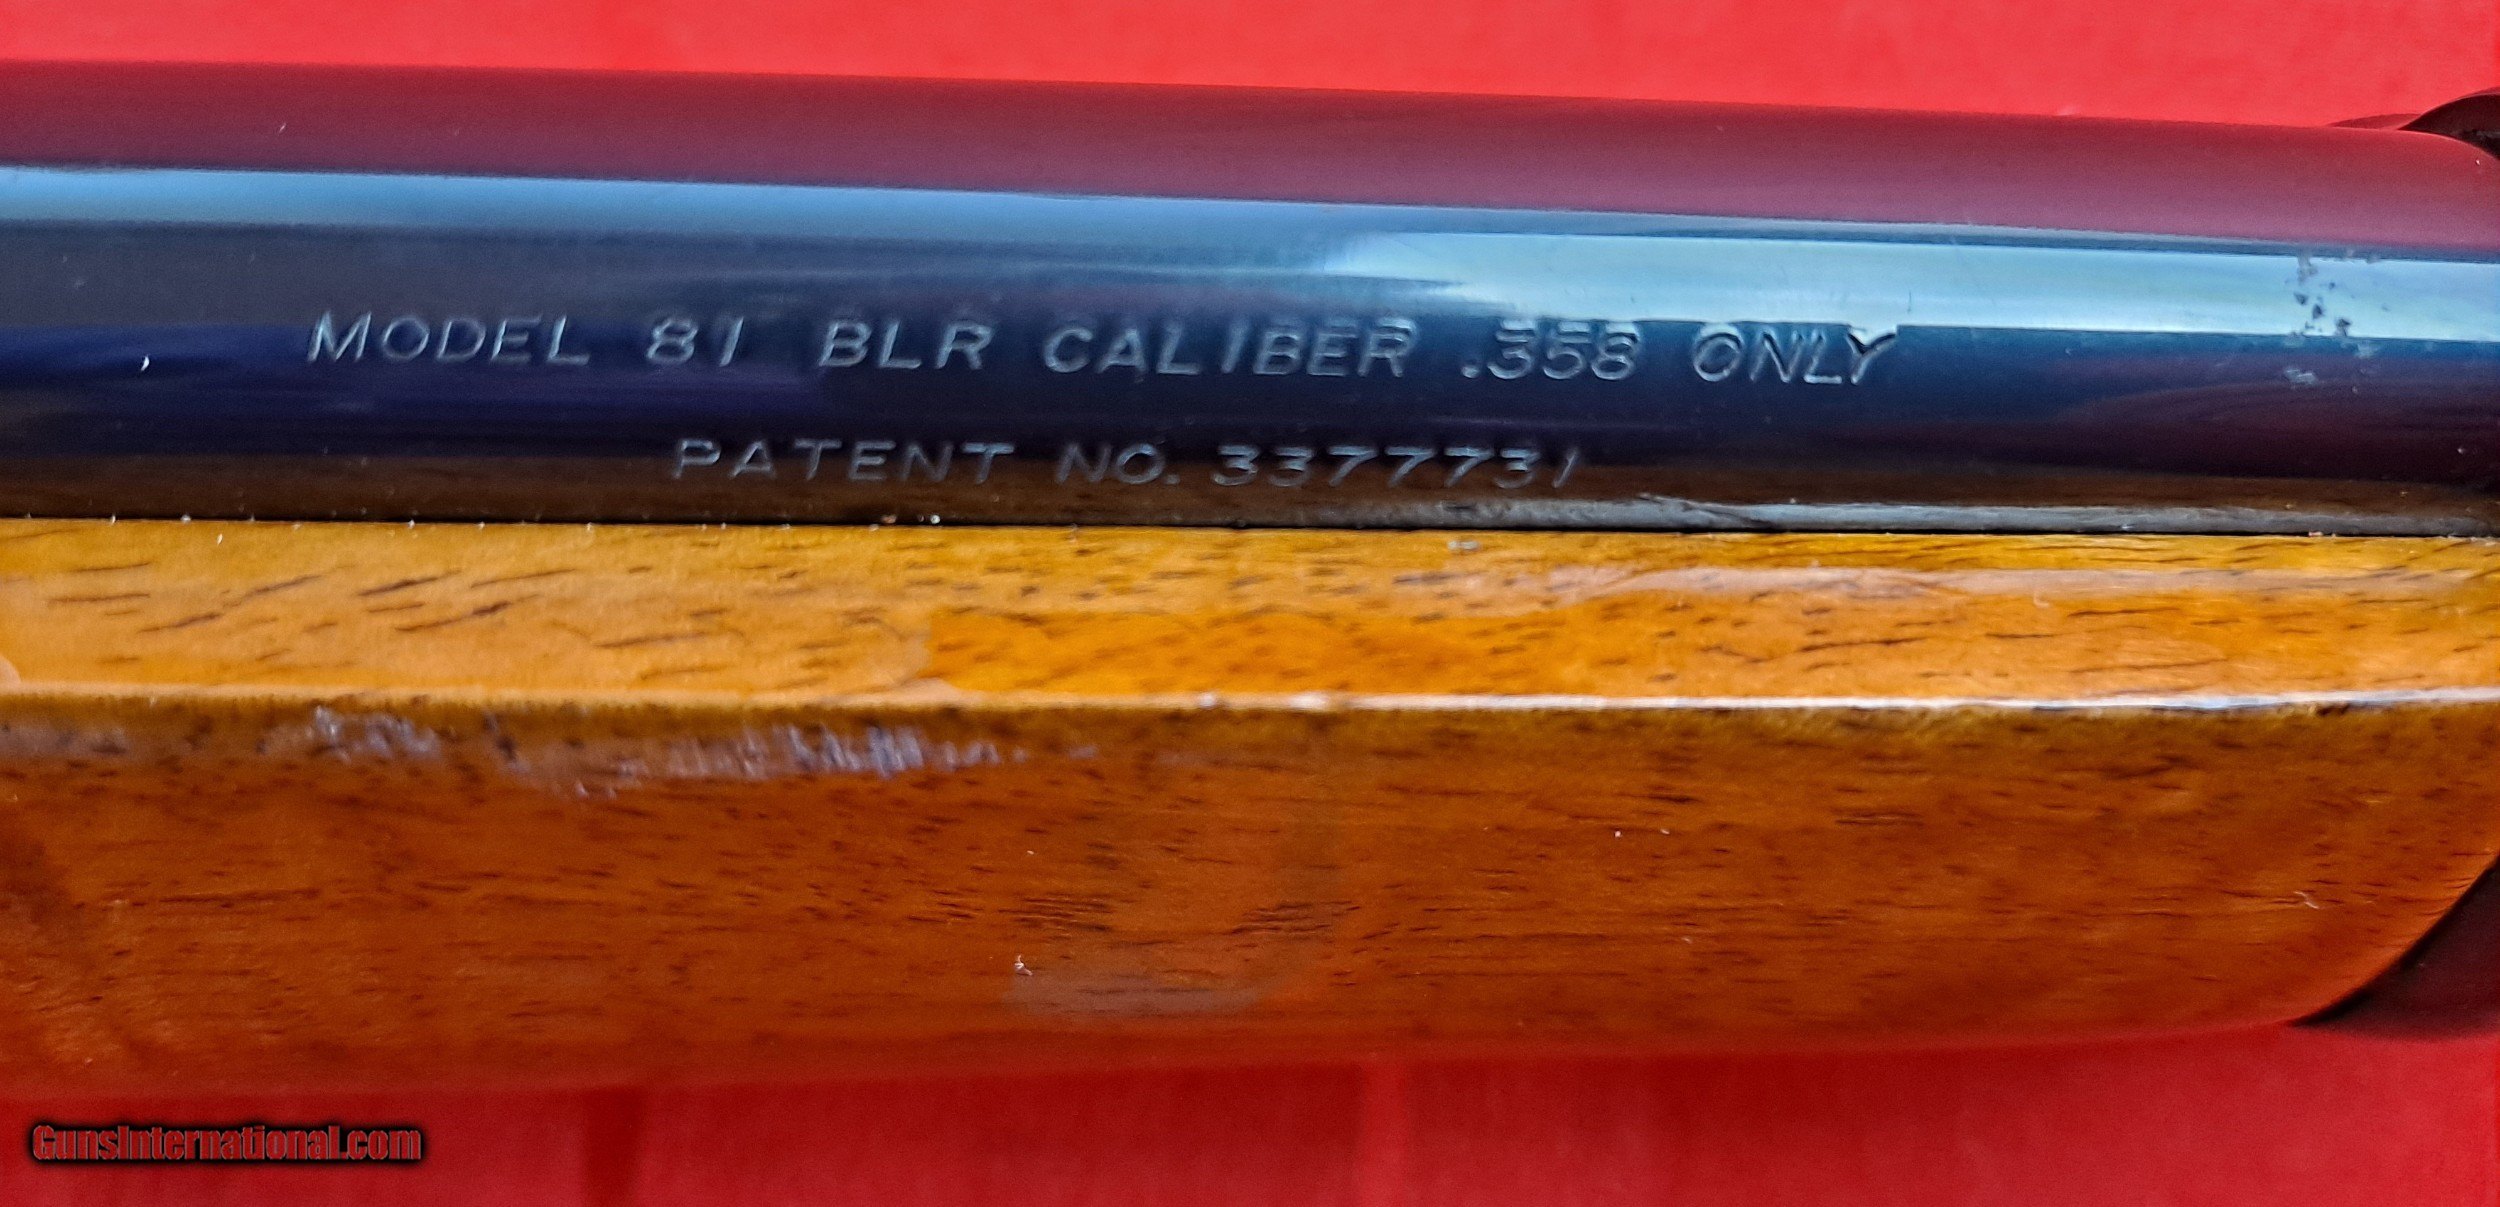 MODEL 81 BLR CALIBER .358 ONLY
PATENT NO. 3377731
GunsInternational.com